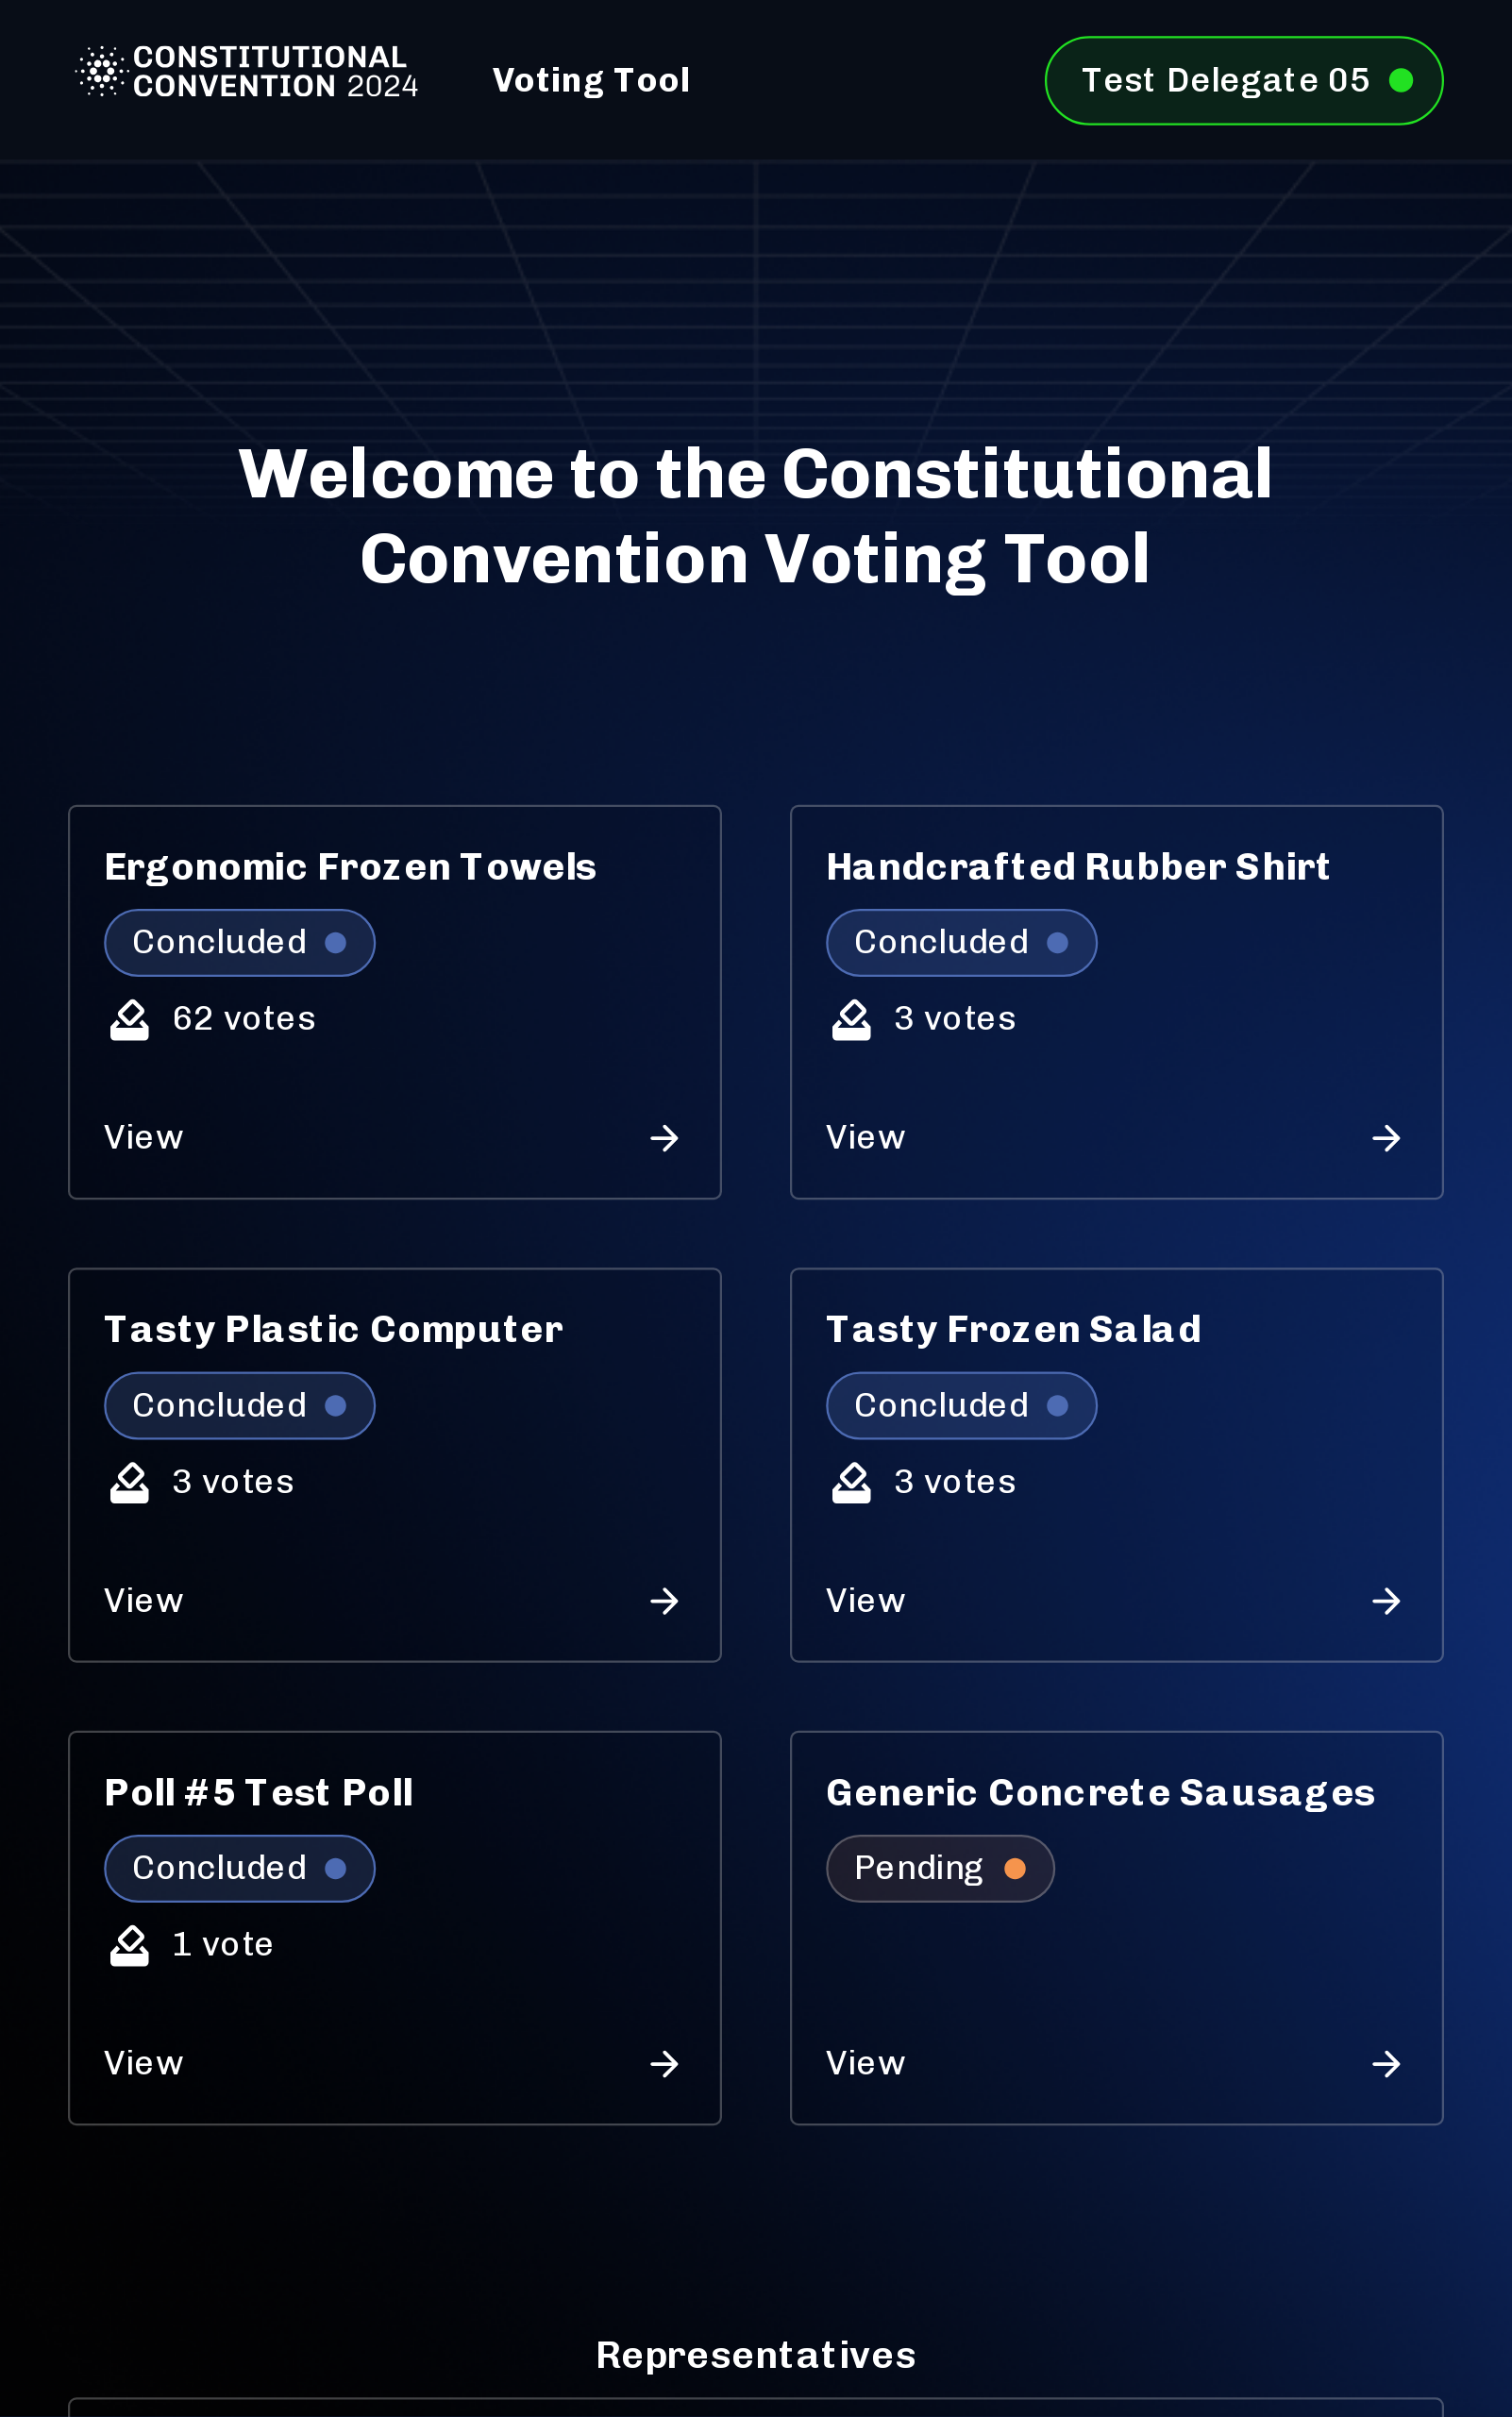 CONSTITUTIONAL
CONVENTION 2024
Voting Tool
Test Delegate 05
Welcome to the Constitutional
Convention Voting Tool
Ergonomic Frozen Towels
Concluded
62 votes
View
Handcrafted Rubber Shirt
Concluded
3 votes
View
Tasty Plastic Computer
Concluded
3 votes
View
Tasty Frozen Salad
Concluded
3 votes
View
Poll #5 Test Poll
Concluded
1 vote
View
Generic Concrete Sausages
Pending
View
Representatives